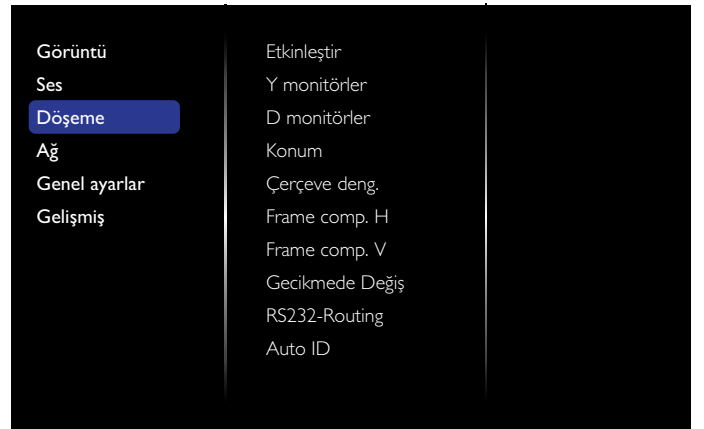 Görüntü
Ses
Döşeme
Ağ
Genel ayarlar
Gelişmiş
Etkinleştir
Y monitörler
D monitörler
Konum
Çerçeve deng.
Frame comp. H
Frame comp. V
Gecikmede Değiş
RS232-Routing
Auto ID